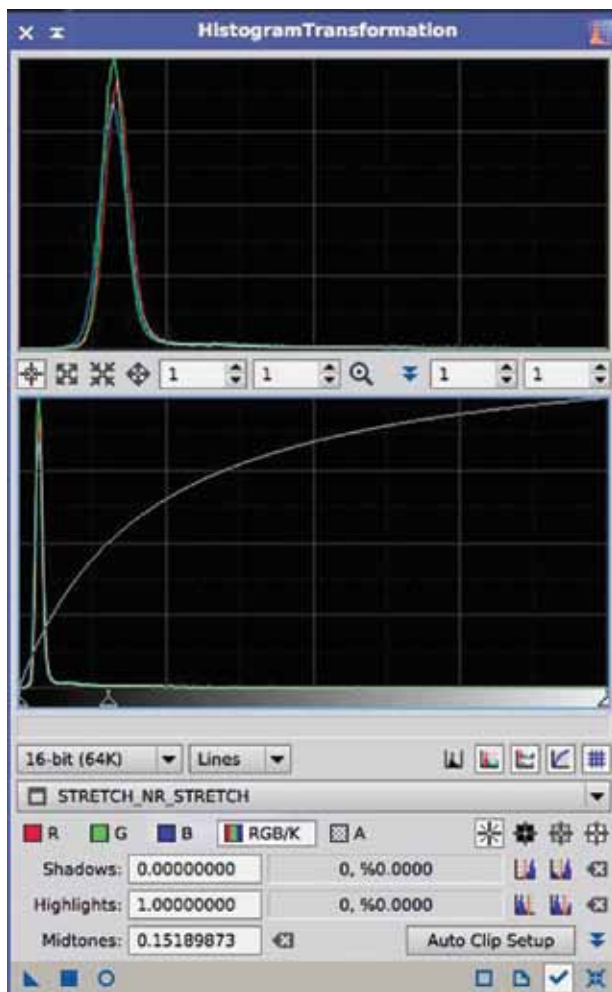 HistogramTransformation
1 1 1 1
16-bit (64K) Lines
STRETCH_NR_STRETCH
R G B RGB/K A
Shadows: 0.00000000 0, %0.0000
Highlights: 1.00000000 0, %0.0000
Midtones: 0.15189873 Auto Clip Setup